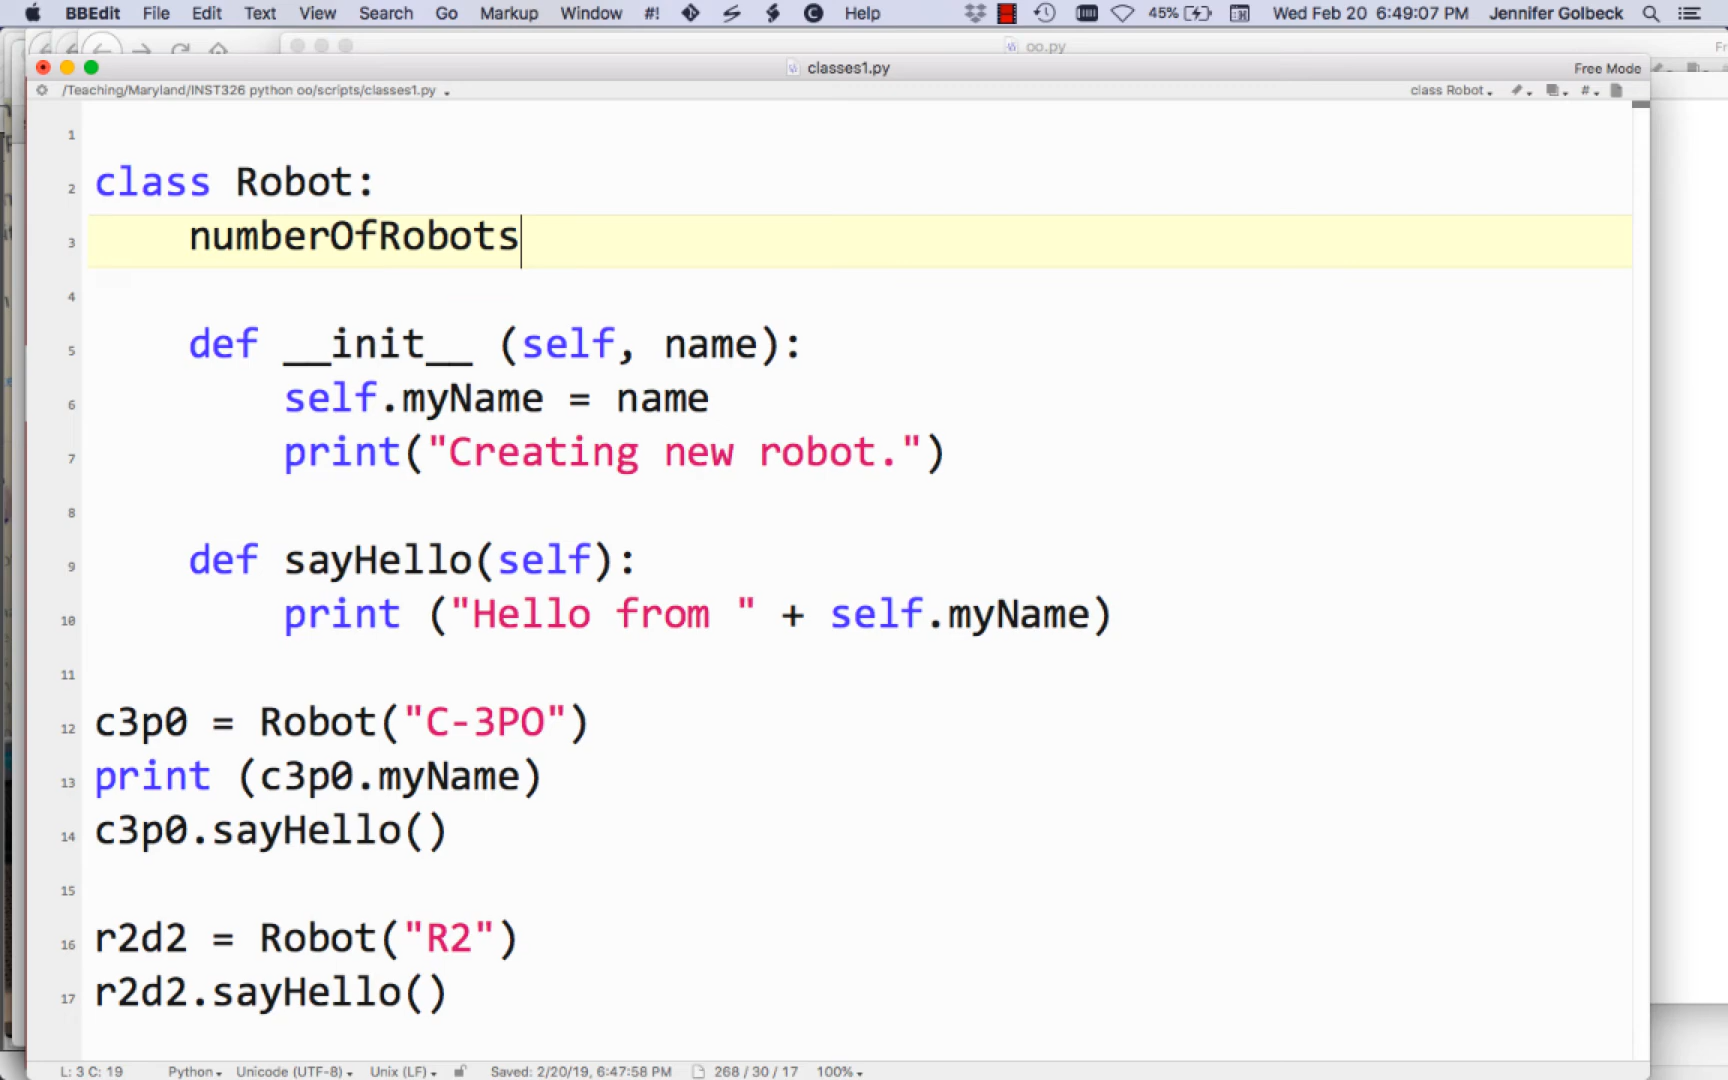 BBEdit File Edit Text View Search Go Markup Window #! Help 45% Wed Feb 20 6:49:07 PM Jennifer Golbeck
oo.py
classes1.py Free Mode
/Teaching/Maryland/INST326 python oo/scripts/classes1.py class Robot #
1
2 class Robot:
3 numberOfRobots
4
5 def __init__ (self, name):
6 self.myName = name
7 print("Creating new robot.")
8
9 def sayHello(self):
10 print ("Hello from " + self.myName)
11
12 c3p0 = Robot("C-3PO")
13 print (c3p0.myName)
14 c3p0.sayHello()
15
16 r2d2 = Robot("R2")
17 r2d2.sayHello()
L: 3 C: 19 Python Unicode (UTF-8) Unix (LF) Saved: 2/20/19, 6:47:58 PM 268 / 30 / 17 100%